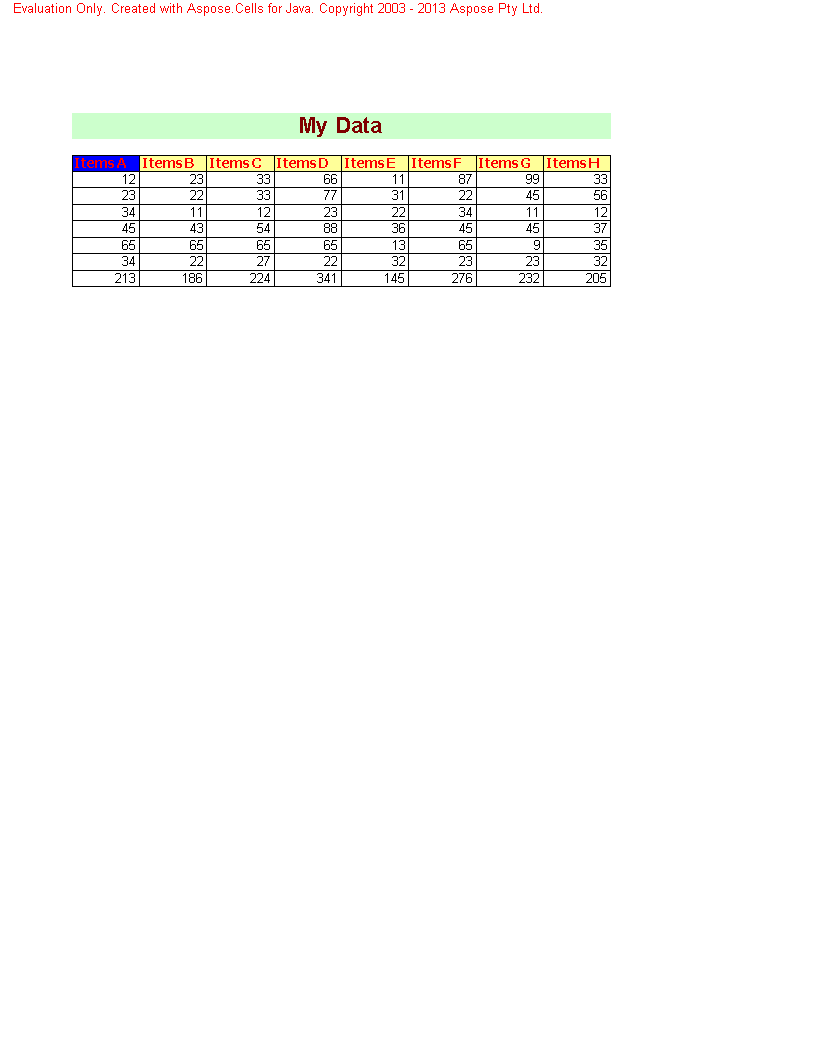 Evaluation Only. Created with Aspose.Cells for Java. Copyright 2003 - 2013 Aspose Pty Ltd.
My Data
Items A Items B Items C Items D Items E Items F Items G Items H
12 23 33 66 11 87 99 33
23 22 33 77 31 22 45 56
34 11 12 23 22 34 11 12
45 43 54 88 36 45 45 37
65 65 65 65 13 65 9 35
34 22 27 22 32 23 23 32
213 186 224 341 145 276 232 205